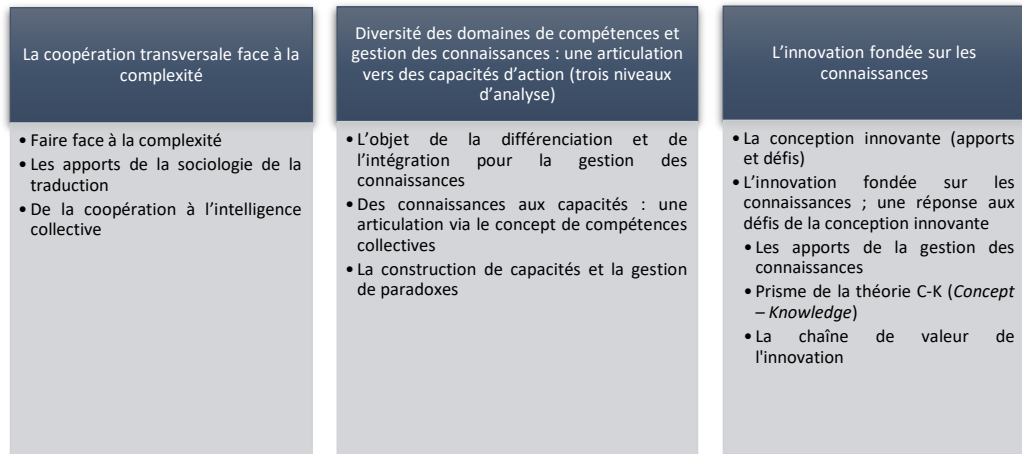 La coopération transversale face à la
complexité
• Faire face à la complexité
• Les apports de la sociologie de la
traduction
• De la coopération à l’intelligence
collective
Diversité des domaines de compétences et
gestion des connaissances : une articulation
vers des capacités d’action (trois niveaux
d’analyse)
• L’objet de la différenciation et de
l’intégration pour la gestion des
connaissances
• Des connaissances aux capacités : une
articulation via le concept de compétences
collectives
• La construction de capacités et la gestion
de paradoxes
L’innovation fondée sur les
connaissances
• La conception innovante (apports
et défis)
• L’innovation fondée sur les
connaissances ; une réponse aux
défis de la conception innovante
• Les apports de la gestion des
connaissances
• Prisme de la théorie C-K (Concept
– Knowledge)
• La chaîne de valeur de
l'innovation